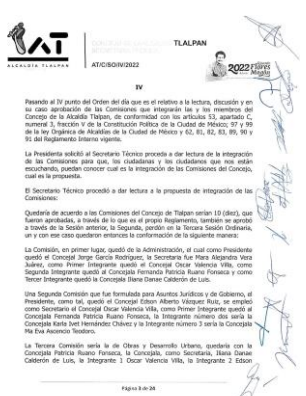 AT
ALCALDÍA TLALPAN
TLALPAN
AT/C/SO/IV/2022
2022 Flores Magón
IV
Pasando al IV punto del Orden del día que es el relativo a la lectura, discusión y en
su caso aprobación de las Comisiones que integrarán las y los miembros del
Concejo de la Alcaldía Tlalpan, de conformidad con los artículos 53, apartado C,
numeral 3, fracción V de la Constitución Política de la Ciudad de México; 97 y 99
de la ley Orgánica de Alcaldías de la Ciudad de México y 62, 81, 82, 83, 89, 90 y
91 del Reglamento Interno vigente.
La Presidenta solicitó al Secretario Técnico proceda a dar lectura de la integración
de las Comisiones para que, los ciudadanos y las ciudadanos que nos están
escuchando, puedan conocer cuál es la integración de las Comisiones del Concejo,
cual es la propuesta.
El Secretario Técnico procedió a dar lectura a la propuesta de integración de las
Comisiones:
Quedaría de acuerdo a las Comisiones del Concejo de Tlalpan serían 10 (diez), que
fueron aprobadas, a través de lo que es el propio Reglamento, también se aprobó
a través de la Sesión anterior, la Segunda, perdón en la Tercera Sesión Ordinaria,
un y con ese caso quedaron entonces la conformación de la siguiente manera:
La Comisión, en primer lugar, quedó de la Administración, el cual como Presidente
quedó el Concejal Jorge García Rodríguez, la Secretaria fue Mara Alejandra Vera
Juárez, como Primer Integrante quedó el Concejal Oscar Valencia Villa, como
Segunda Integrante quedó al Concejala Fernanda Patricia Ruano Fonseca y como
Tercer Integrante quedó la Concejala Diana Danae Calderón de Luis.
Una Segunda Comisión que fue formulada para Asuntos Jurídicos y de Gobierno, el
Presidente, como tal, quedó el Concejal Edson Alberto Vázquez Ruiz, se empleó
como Secretario el Concejal Oscar Valencia Villa, como Primer Integrante quedó al
Concejala Fernanda Patricia Ruano Fonseca, la Integrante número dos sería la
Concejala Karla Ivet Hernández Chávez y la Integrante número 3 sería la Concejala
Ma Eva Ascencio Teodoro.
La Tercera Comisión sería la de Obras y Desarrollo Urbano, quedaría con la
Concejala Patricia Ruano Fonseca, la Concejala, como Secretaria, Iliana Danae
Calderón de Luis, la Integrante 1 Oscar Valencia Villa, la Integrante 2 Edson
Página 3 de 24